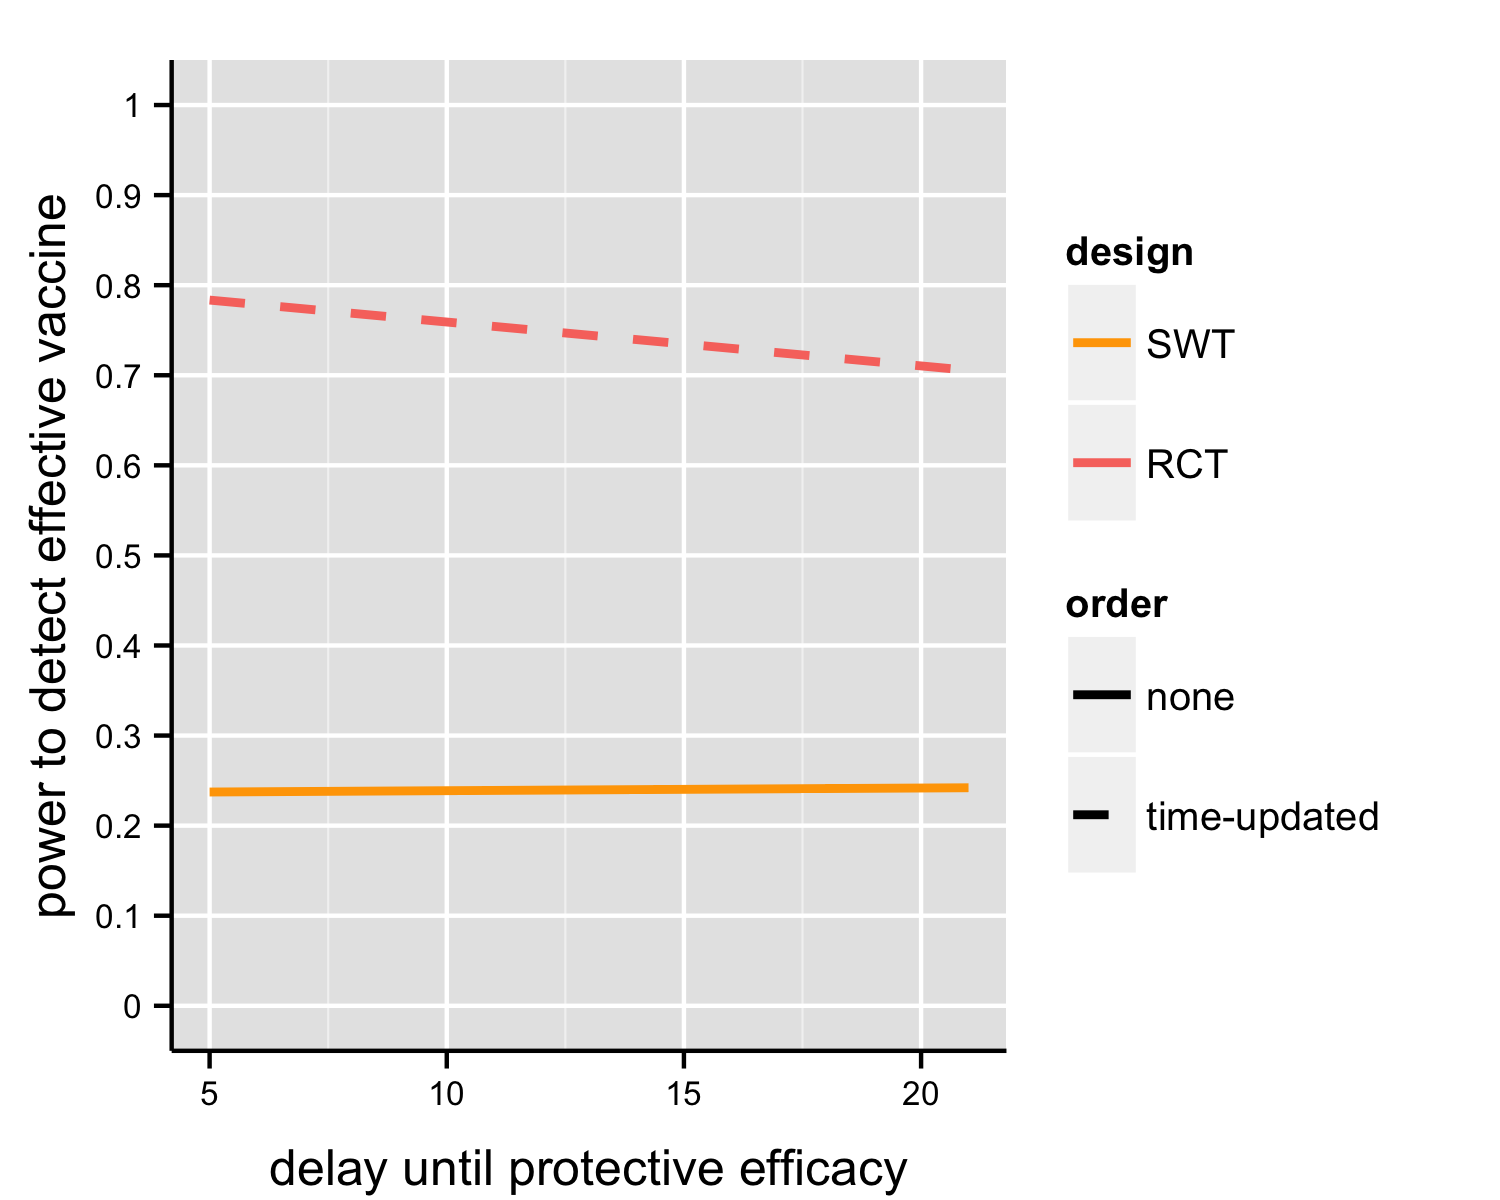 power to detect effective vaccine
1
0.9
0.8
0.7
0.6
0.5
0.4
0.3
0.2
0.1
0
5 10 15 20
delay until protective efficacy
design
SWT
RCT
order
none
time-updated